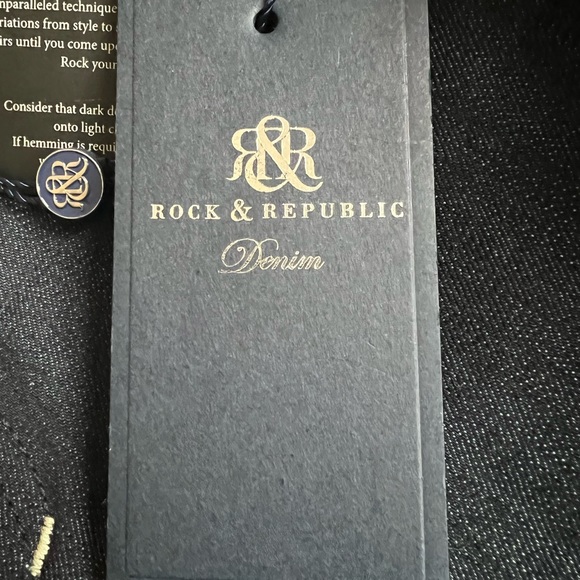 nparalleled technique
riations from style to
irs until you come up
Rock your
Consider that dark d
onto light c
If hemming is requi
R&R
ROCK & REPUBLIC
Denim